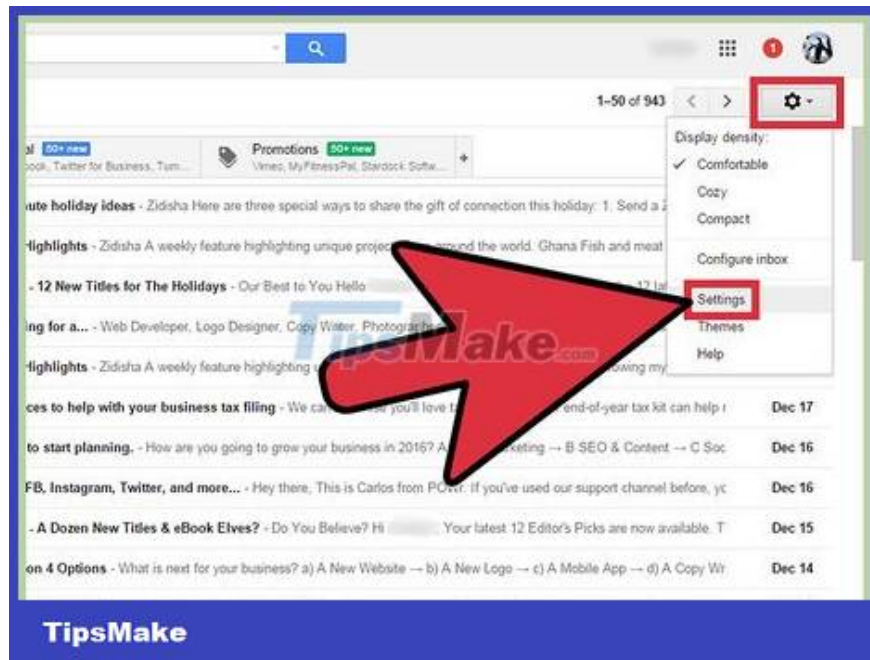 1
1–50 of 943
Display density:
Comfortable
Cozy
Compact
Configure inbox
Settings
Themes
Help
al 50+ new
Promotions 50+ new
book, Twitter for Business, Tum...
Vimeo, MyFitnessPal, Stardock Softw...
ute holiday ideas - Zidisha Here are three special ways to share the gift of connection this holiday: 1. Send a
Highlights - Zidisha A weekly feature highlighting unique around the world. Ghana Fish and meat
- 12 New Titles for The Holidays - Our Best to You Hello
ing for a... - Web Developer, Logo Designer, Copy Writer,
TipsMake.com
Highlights - Zidisha A weekly feature highlighting
ces to help with your business tax filing - We can you'll love end-of-year tax kit can help Dec 17
to start planning. - How are you going to grow your business in 2016? A → B SEO & Content → C Soc Dec 16
FB, Instagram, Twitter, and more... - Hey there, This is Carlos from If you've used our support channel before, yc Dec 16
- A Dozen New Titles & eBook Elves? - Do You Believe? Hi Your latest 12 Editor's Picks are now available. T Dec 15
on 4 Options - What is next for your business? a) A New Website → b) A New Logo → c) A Mobile App → d) A Copy Wr Dec 14
TipsMake